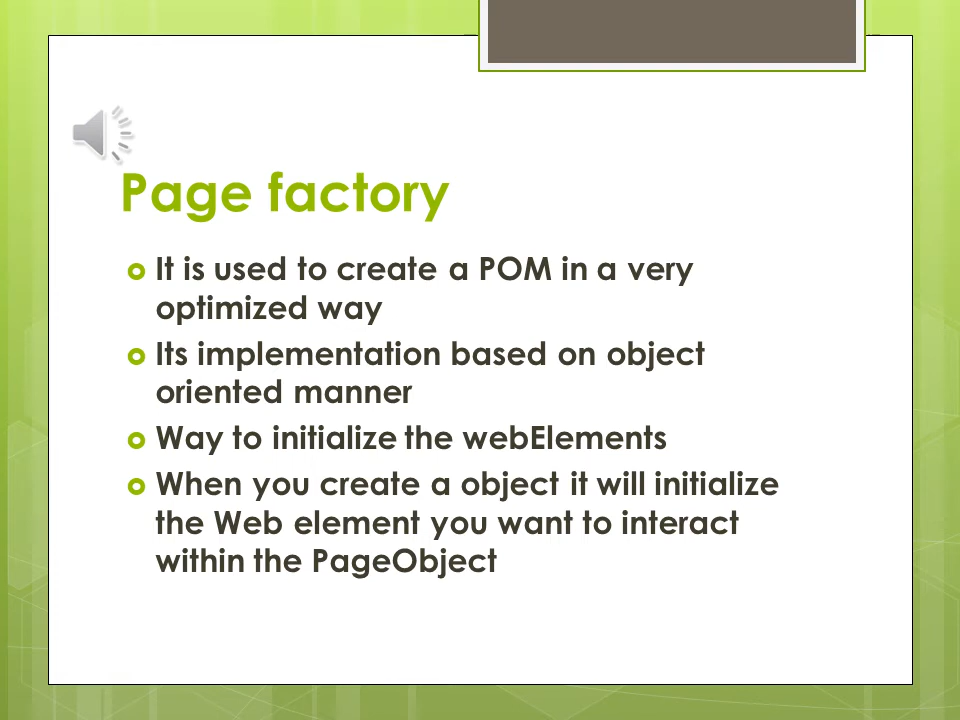 Page factory
It is used to create a POM in a very
optimized way
Its implementation based on object
oriented manner
Way to initialize the webElements
When you create a object it will initialize
the Web element you want to interact
within the PageObject